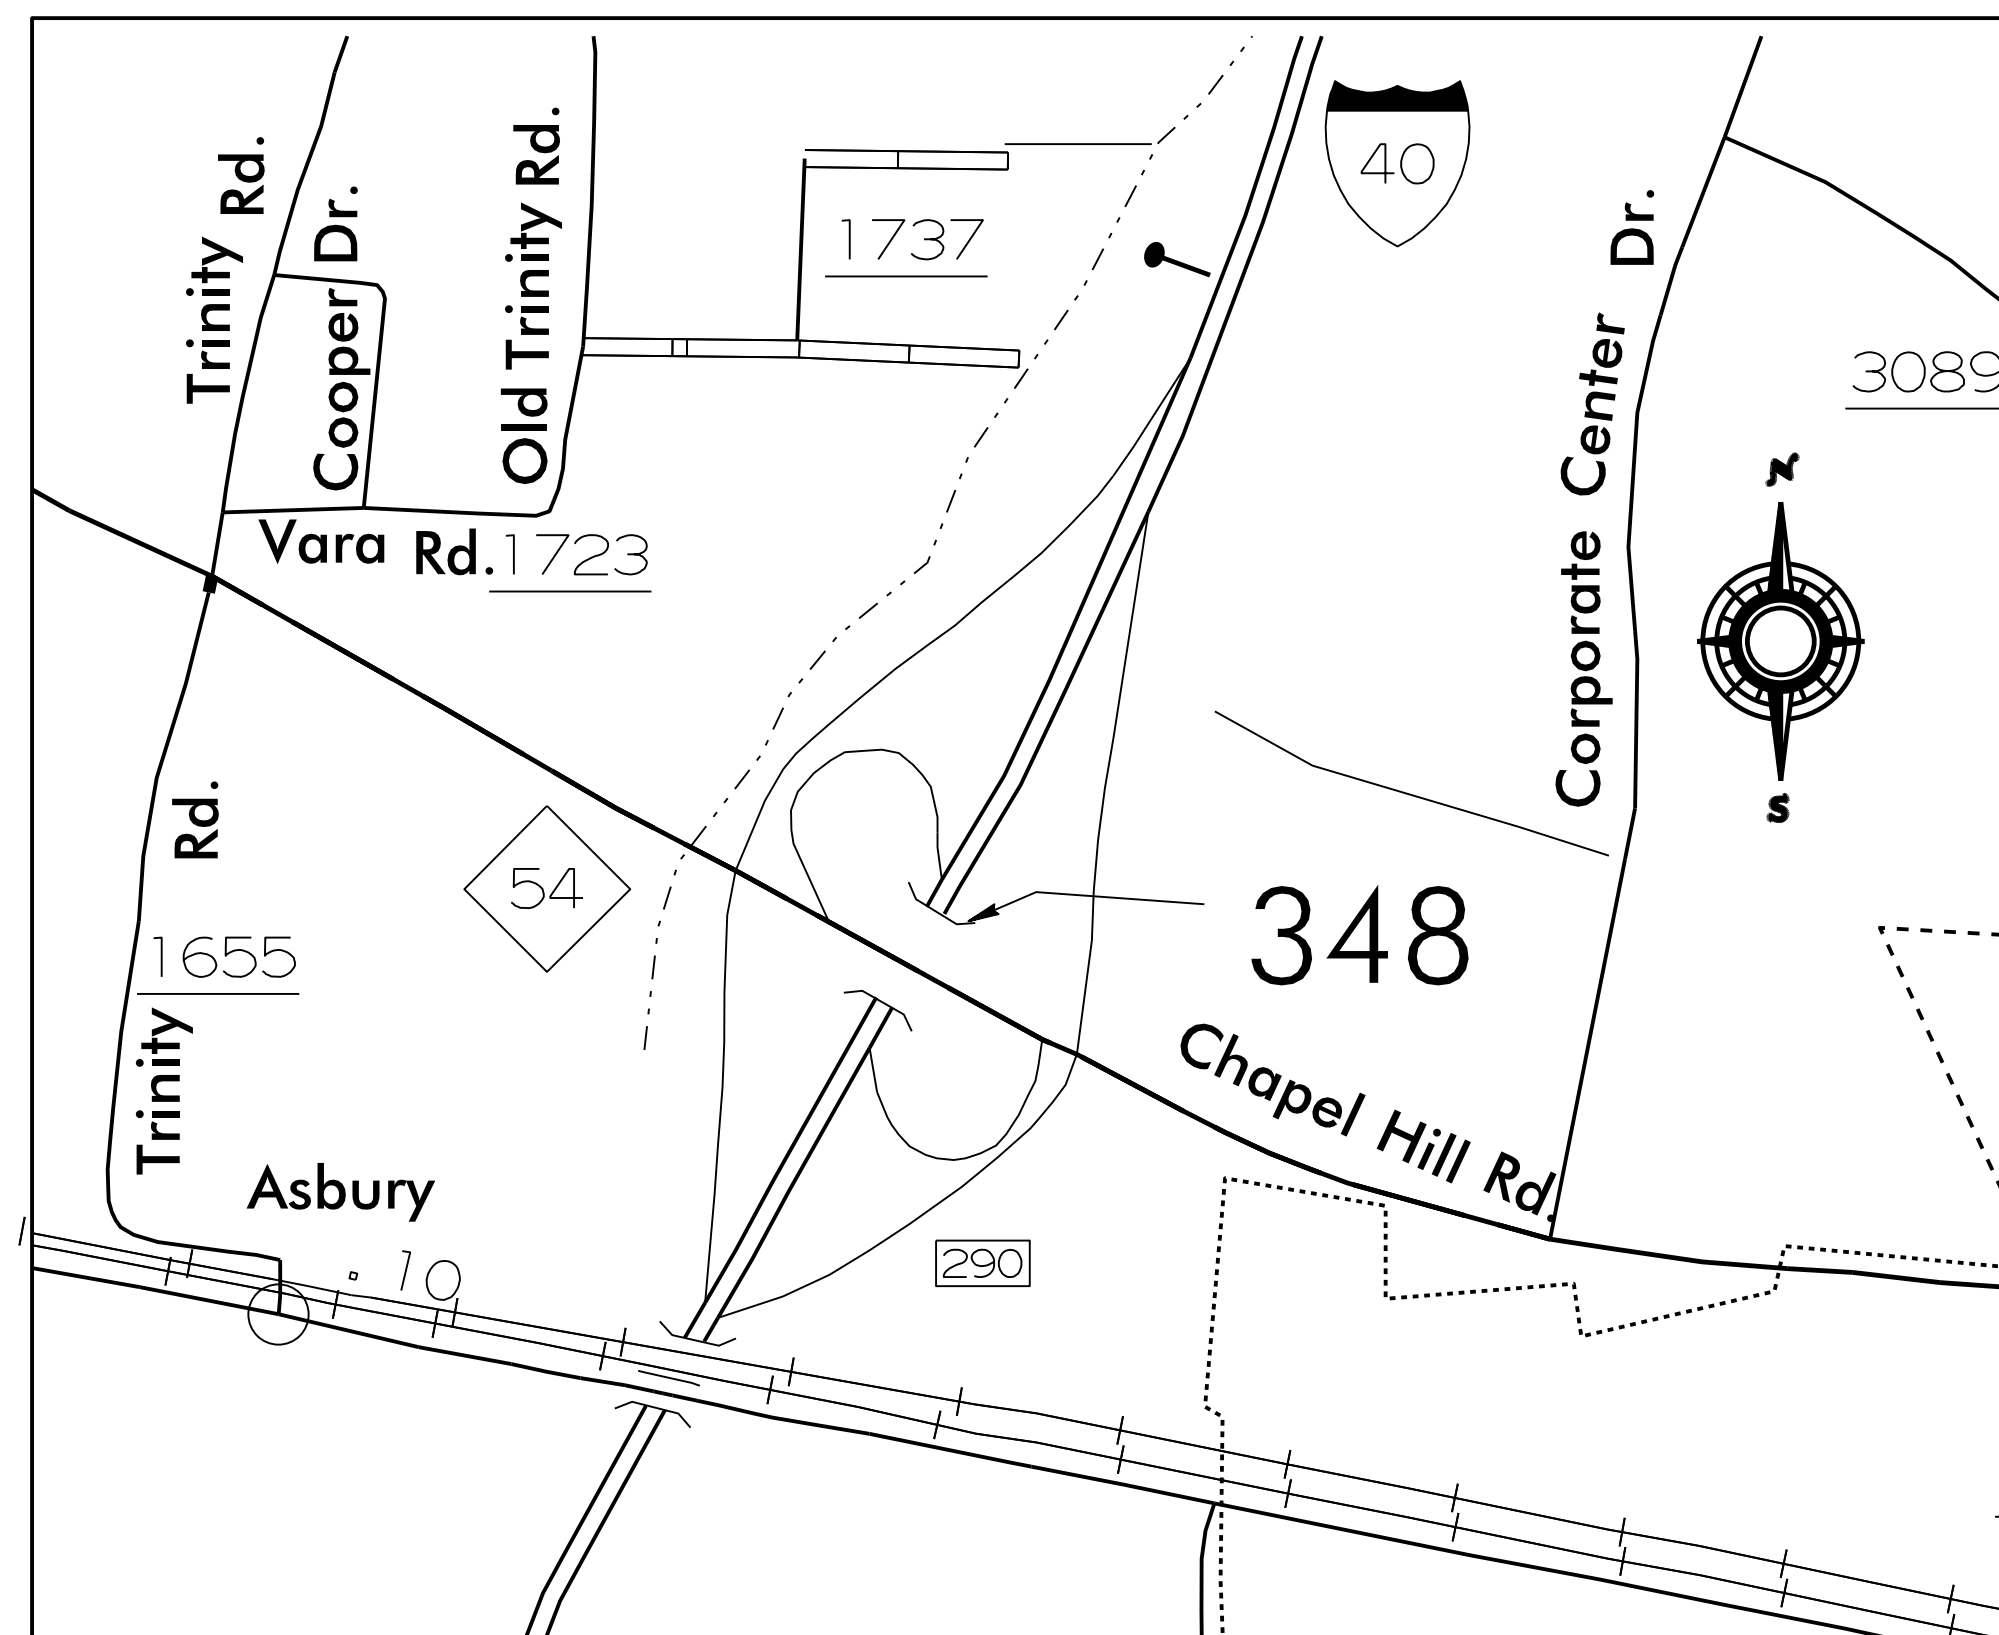 Trinity Rd.
Cooper Dr.
Old Trinity Rd.
1737
40
Corporate Center Dr.
3089
N
S
Vara Rd.
1723
54
348
Trinity Rd.
1655
Chapel Hill Rd.
Asbury
10
290